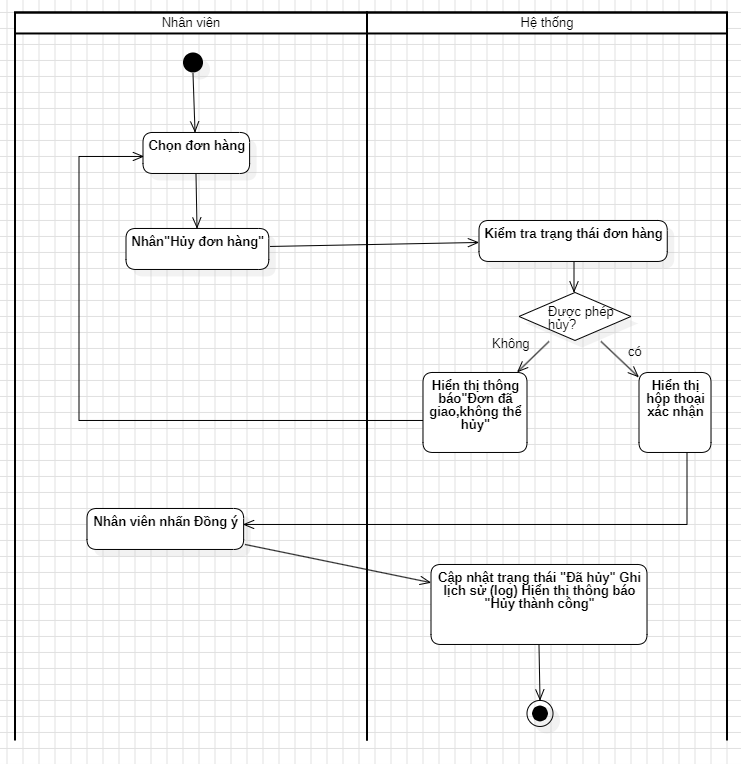 Nhân viên
Hệ thống
Chọn đơn hàng
Nhân"Hủy đơn hàng"
Kiểm tra trạng thái đơn hàng
Được phép
hủy?
Không
có
Hiển thị thông
báo"Đơn đã
giao,không thể
hủy"
Hiển thị
hộp thoại
xác nhận
Nhân viên nhấn Đồng ý
Cập nhật trạng thái "Đã hủy" Ghi
lịch sử (log) Hiển thị thông báo
"Hủy thành công"